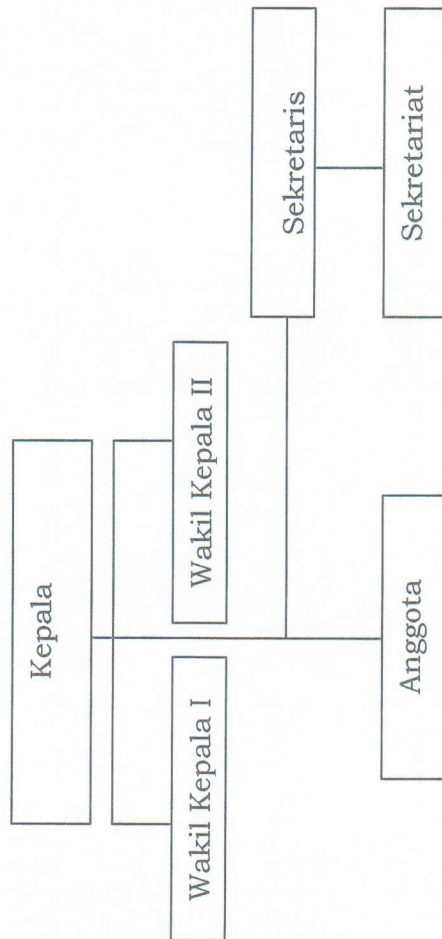 Kepala
Wakil Kepala I
Wakil Kepala II
Sekretaris
Anggota
Sekretariat